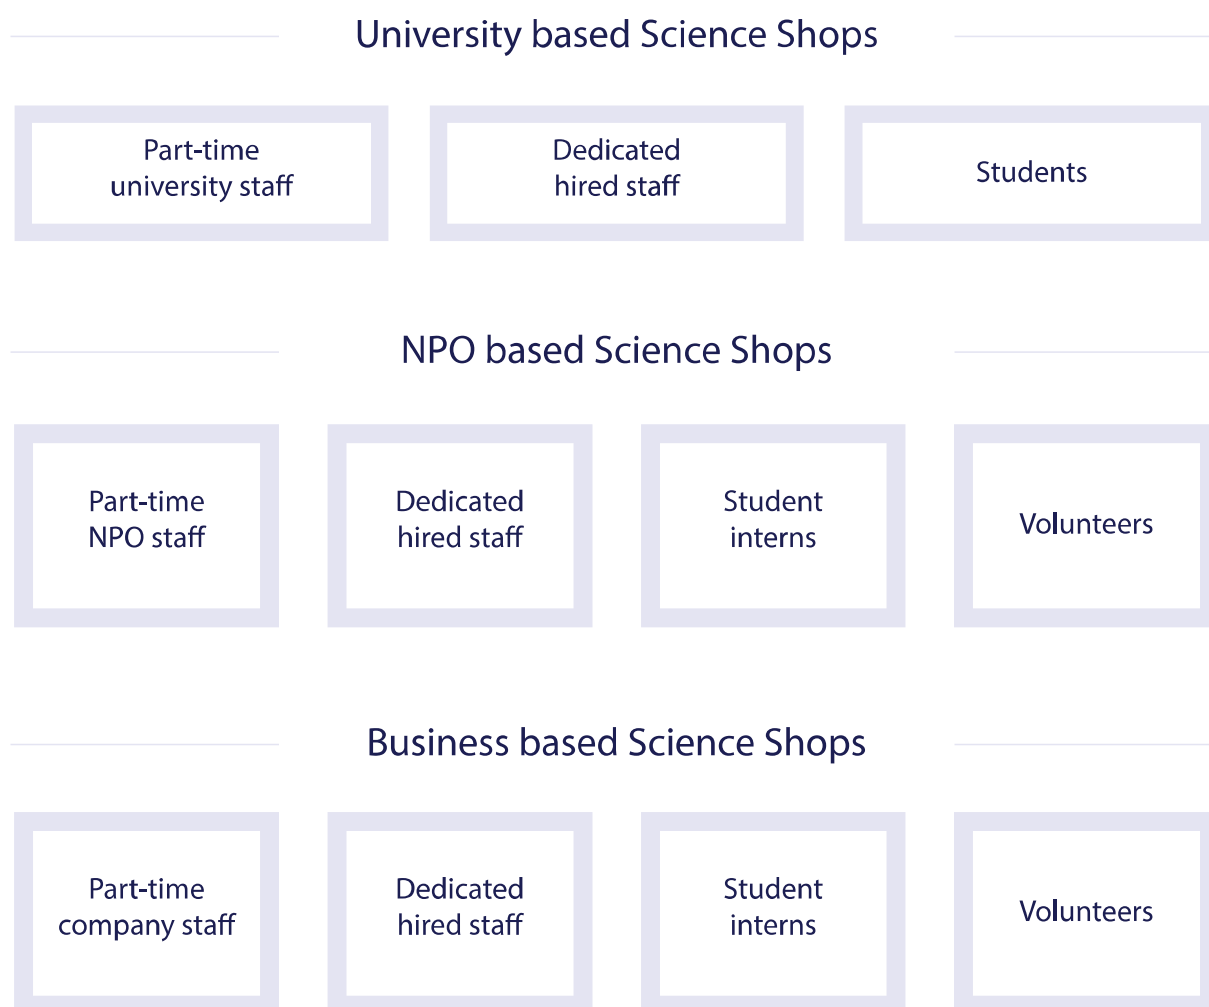 University based Science Shops
Part-time
university staff
Dedicated
hired staff
Students
NPO based Science Shops
Part-time
NPO staff
Dedicated
hired staff
Student
interns
Volunteers
Business based Science Shops
Part-time
company staff
Dedicated
hired staff
Student
interns
Volunteers